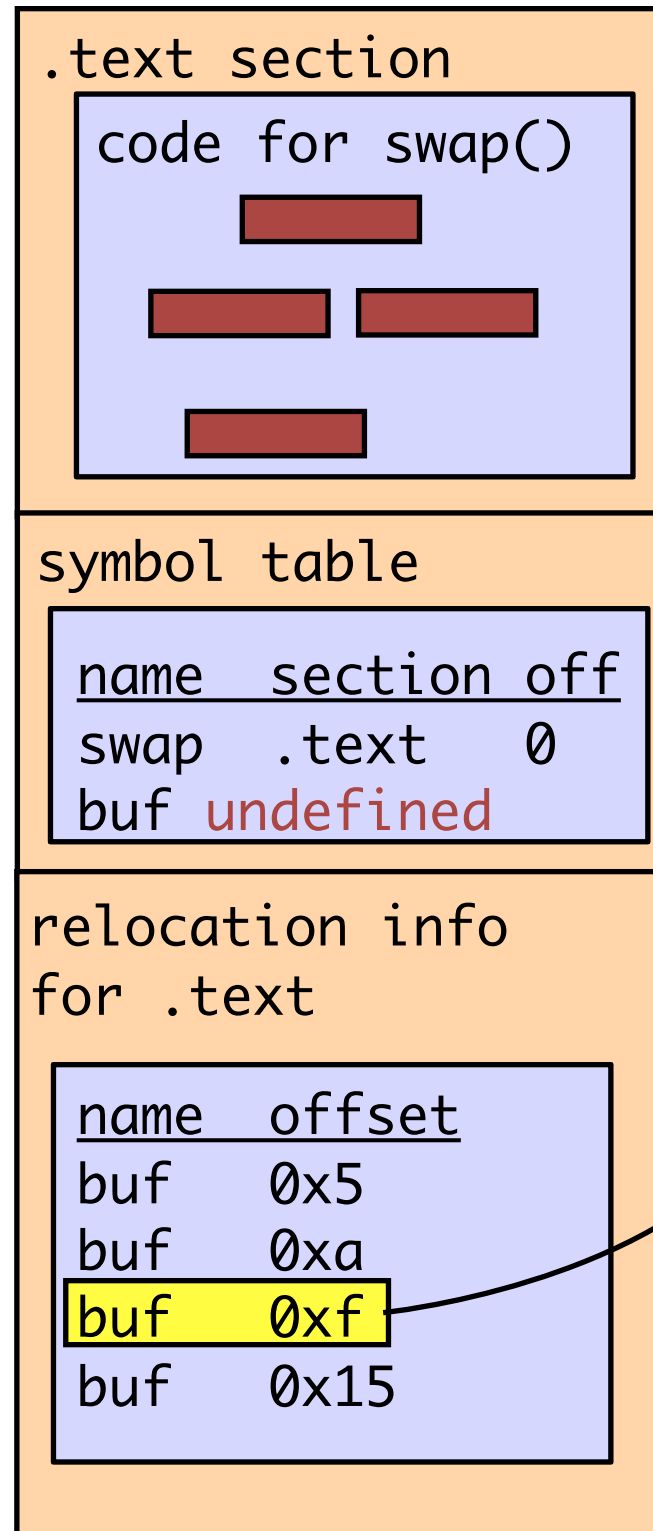 .text section
code for swap()
symbol table
name section off
swap .text 0
buf undefined
relocation info
for .text
name offset
buf 0x5
buf 0xa
buf 0xf
buf 0x15